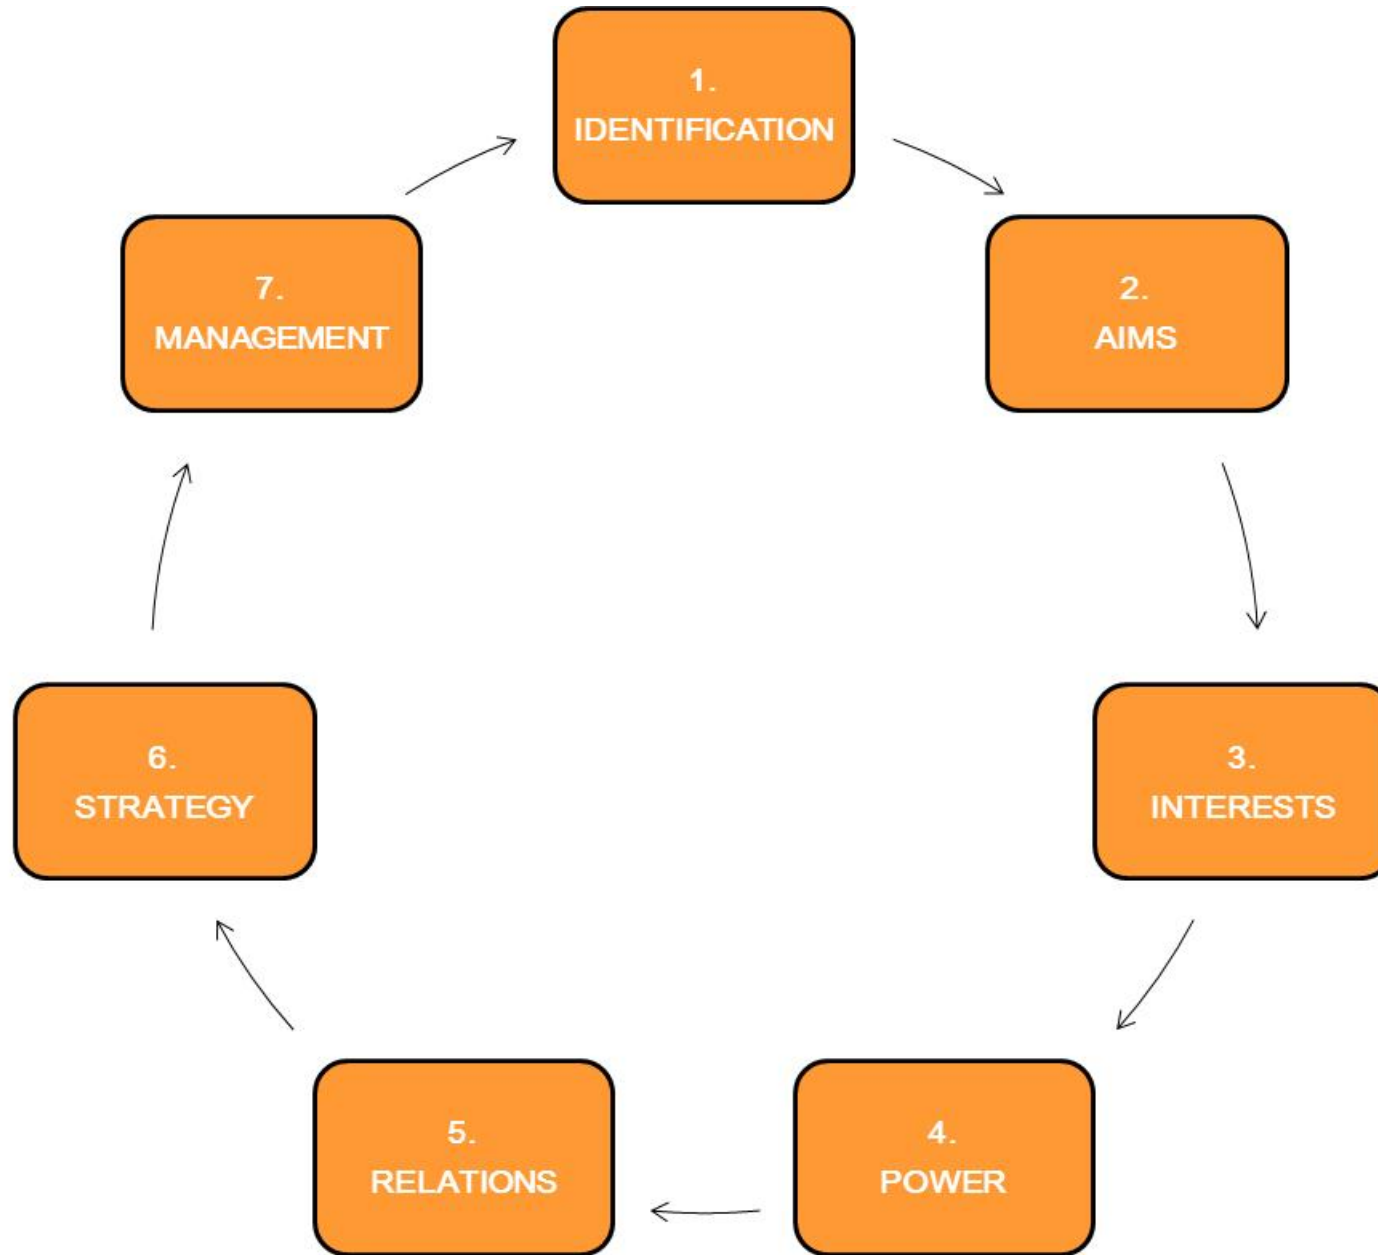 1.
IDENTIFICATION
2.
AIMS
3.
INTERESTS
4.
POWER
5.
RELATIONS
6.
STRATEGY
7.
MANAGEMENT